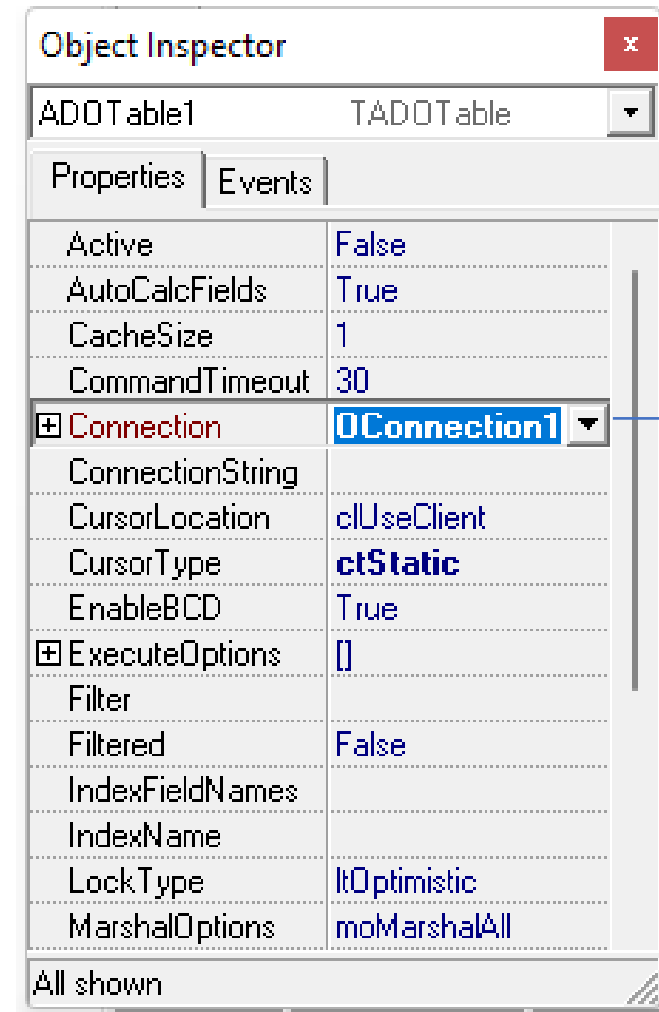 Object Inspector x
ADOTable1 TADOTable
Properties Events
Active False
AutoCalcFields True
CacheSize 1
CommandTimeout 30
Connection OConnection1
ConnectionString
CursorLocation clUseClient
CursorType ctStatic
EnableBCD True
ExecuteOptions []
Filter
Filtered False
IndexFieldNames
IndexName
LockType ltOptimistic
MarshalOptions moMarshalAll
All shown